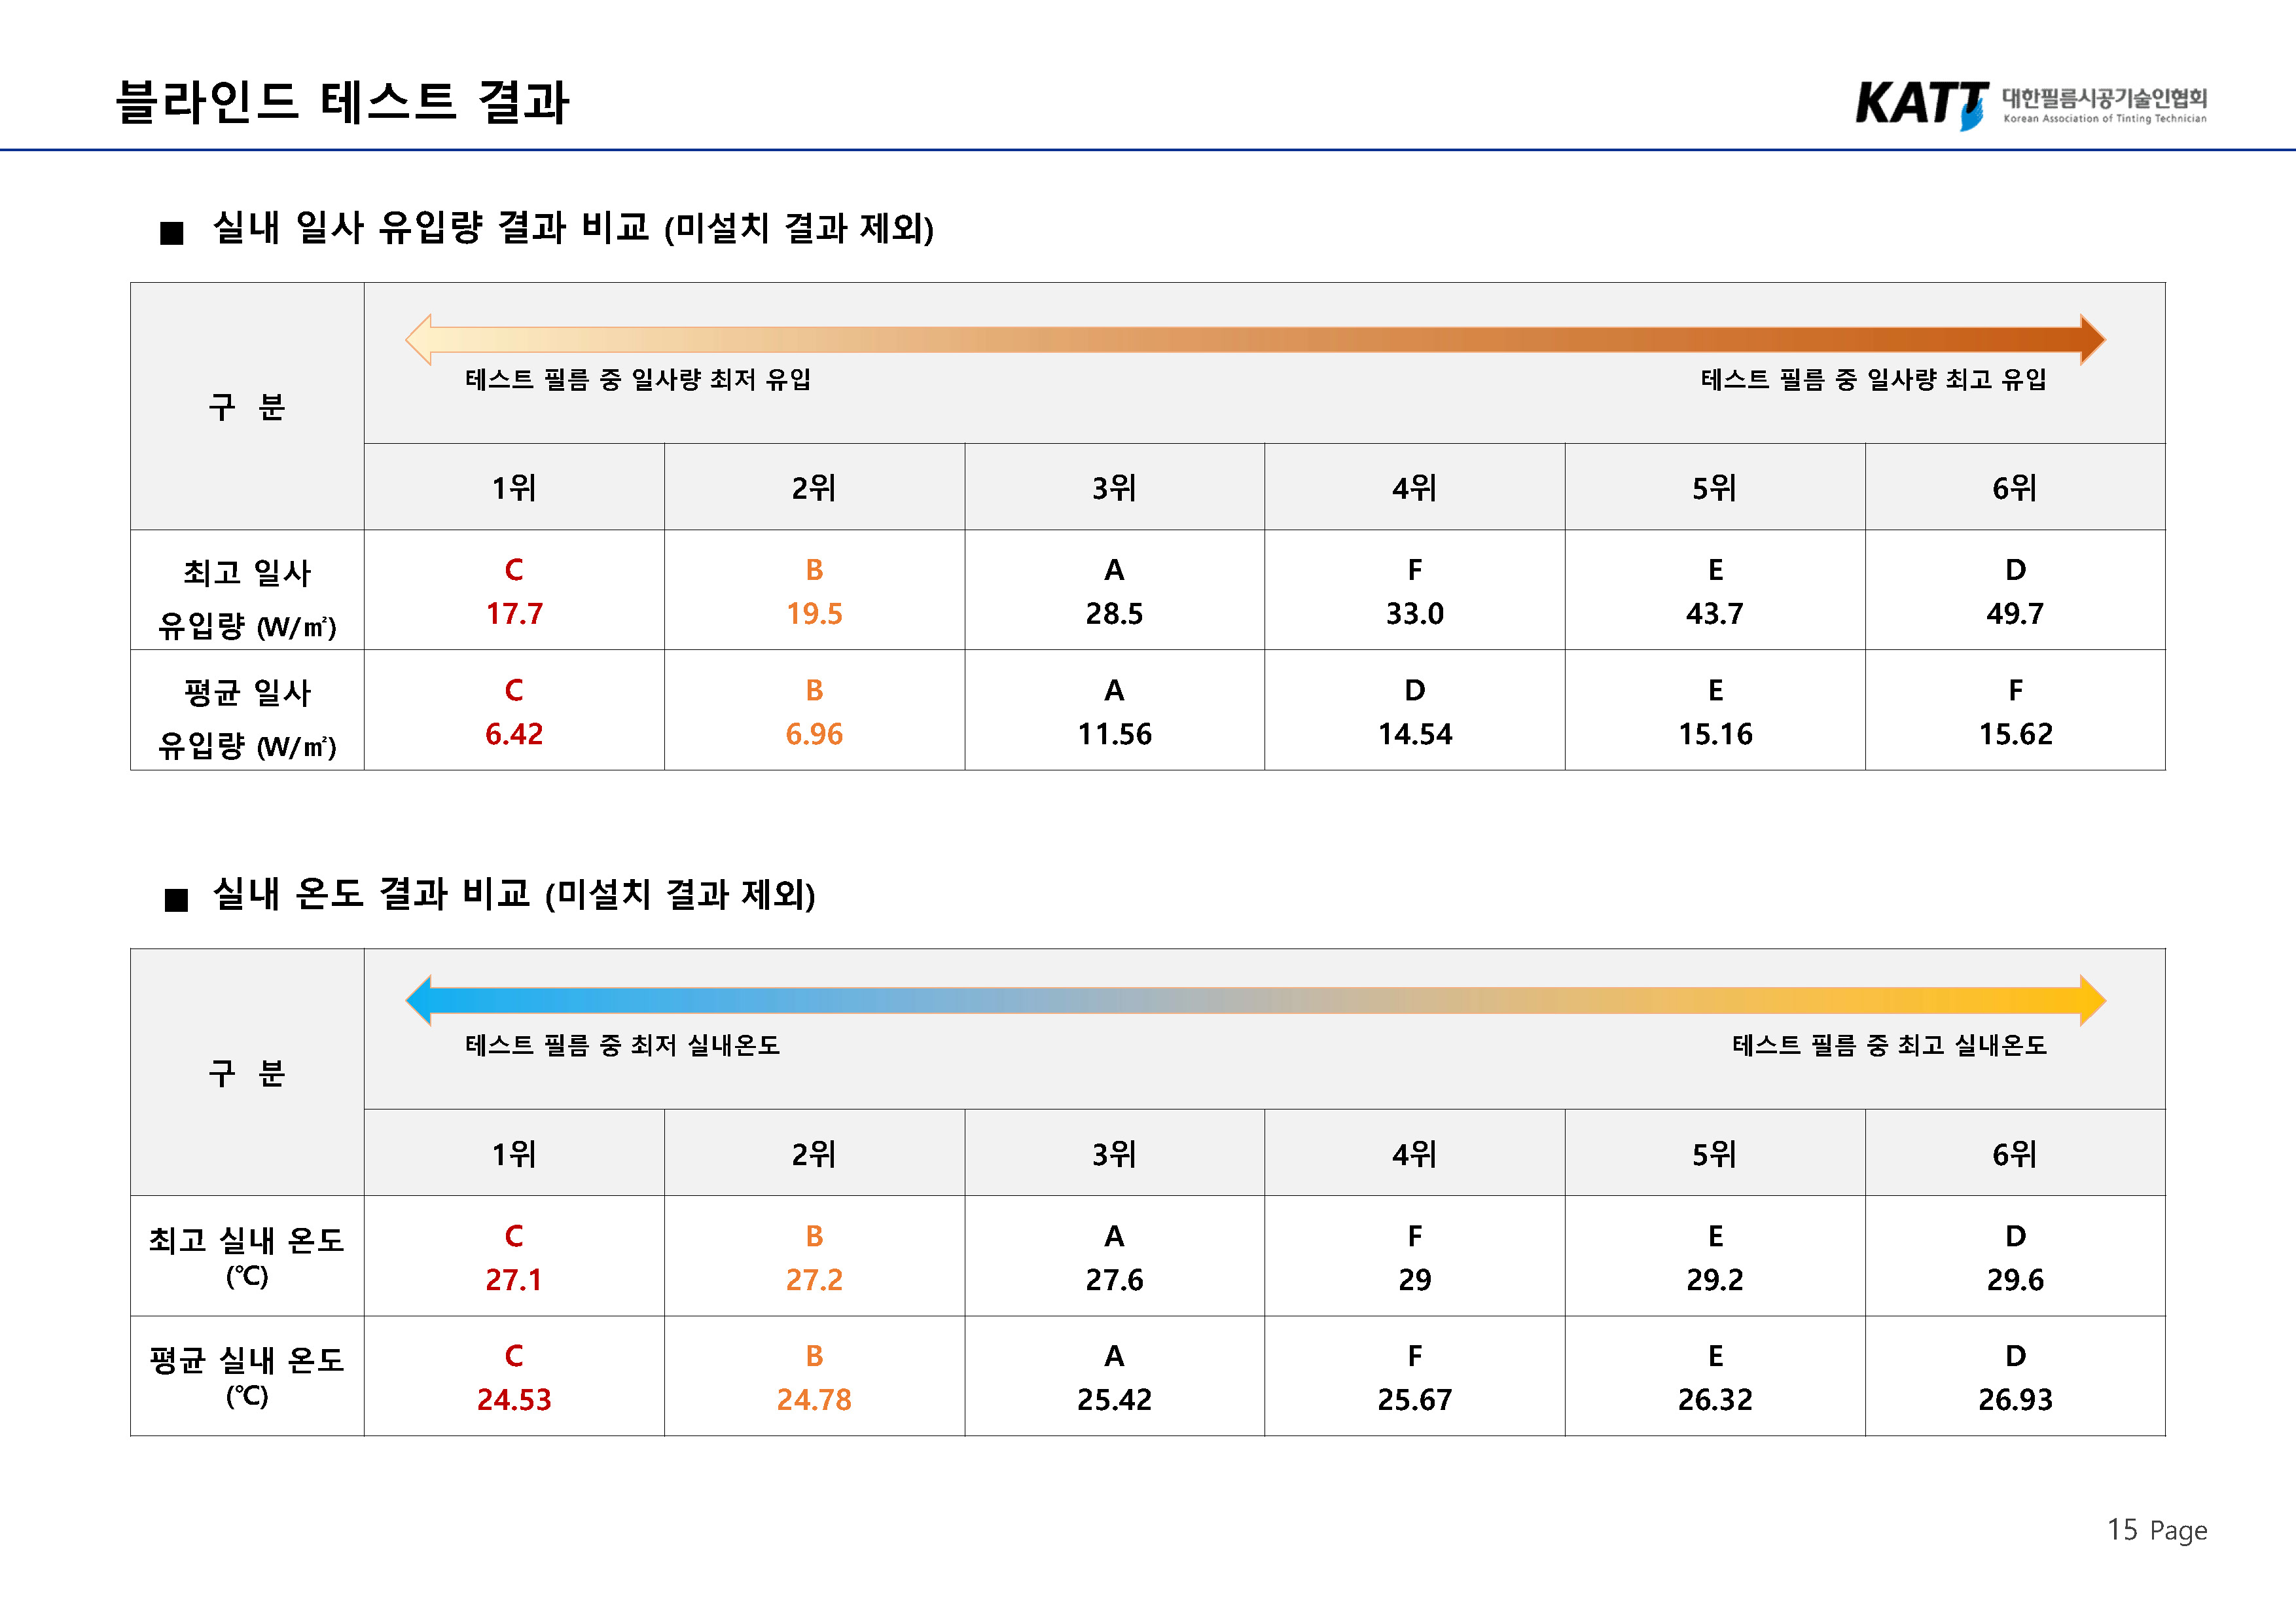 블라인드 테스트 결과
KATT 대한필름시공기술인협회
Korean Association of Tinting Technician
■ 실내 일사 유입량 결과 비교 (미설치 결과 제외)
구 분
테스트 필름 중 일사량 최저 유입 테스트 필름 중 일사량 최고 유입
1위 2위 3위 4위 5위 6위
최고 일사
유입량 (W/㎡)
C B A F E D
17.7 19.5 28.5 33.0 43.7 49.7
평균 일사
유입량 (W/㎡)
C B A D E F
6.42 6.96 11.56 14.54 15.16 15.62
■ 실내 온도 결과 비교 (미설치 결과 제외)
구 분
테스트 필름 중 최저 실내온도 테스트 필름 중 최고 실내온도
1위 2위 3위 4위 5위 6위
최고 실내 온도
(℃)
C B A F E D
27.1 27.2 27.6 29 29.2 29.6
평균 실내 온도
(℃)
C B A F E D
24.53 24.78 25.42 25.67 26.32 26.93
15 Page